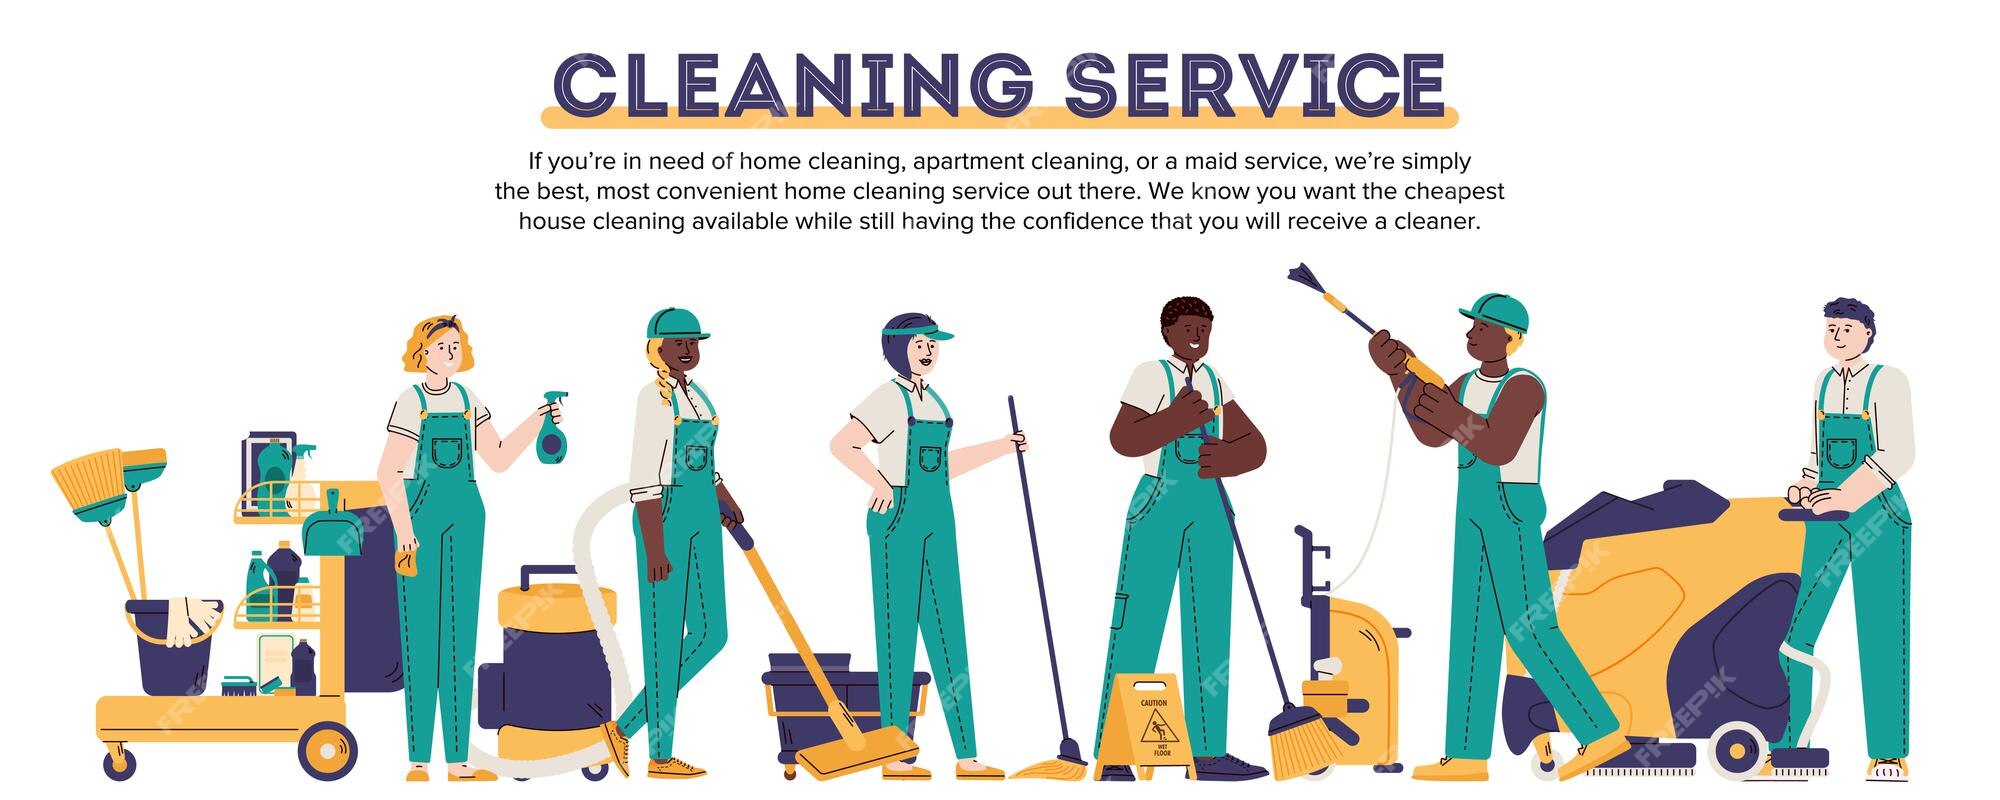 CLEANING SERVICE
If you’re in need of home cleaning, apartment cleaning, or a maid service, we’re simply
the best, most convenient home cleaning service out there. We know you want the cheapest
house cleaning available while still having the confidence that you will receive a cleaner.
CAUTION
WET
FLOOR
FREEPIK